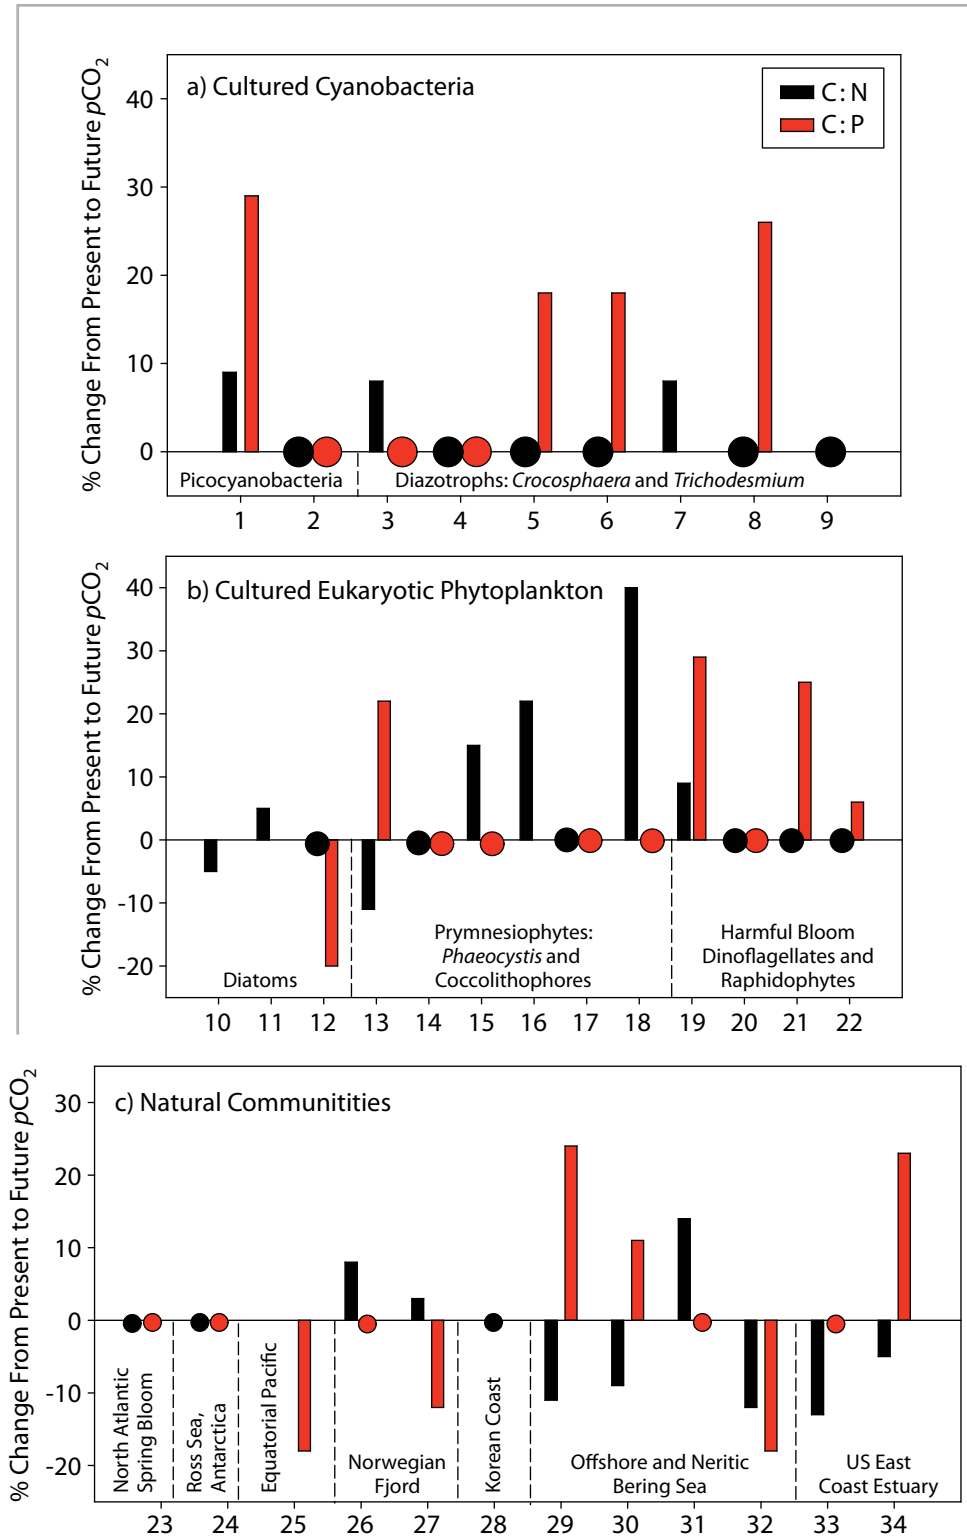 % Change From Present to Future pCO2
a) Cultured Cyanobacteria
C:N
C:P
40
30
20
10
0
Picocyanobacteria
Diazotrophs: Crocosphaera and Trichodesmium
1 2 3 4 5 6 7 8 9
% Change From Present to Future pCO2
b) Cultured Eukaryotic Phytoplankton
40
30
20
10
0
-10
-20
Diatoms
Prymnesiophytes:
Phaeocystis and
Coccolithophores
Harmful Bloom
Dinoflagellates and
Raphidophytes
10 11 12 13 14 15 16 17 18 19 20 21 22
% Change From Present to Future pCO2
c) Natural Communitities
30
20
10
0
-10
-20
North Atlantic
Spring Bloom
Ross Sea,
Antarctica
Equatorial Pacific
Norwegian
Fjord
Korean Coast
Offshore and Neritic
Bering Sea
US East
Coast Estuary
23 24 25 26 27 28 29 30 31 32 33 34